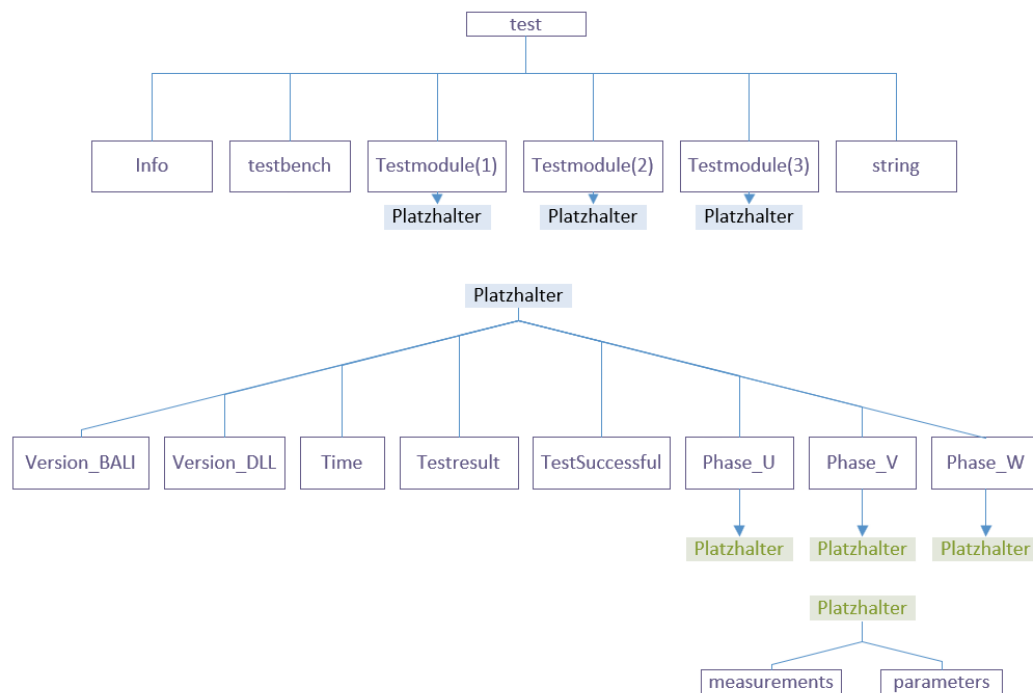 test
Info testbench Testmodule(1) Testmodule(2) Testmodule(3) string
Platzhalter Platzhalter Platzhalter
Platzhalter
Version_BALI Version_DLL Time Testresult TestSuccessful Phase_U Phase_V Phase_W
Platzhalter Platzhalter Platzhalter
Platzhalter
measurements parameters